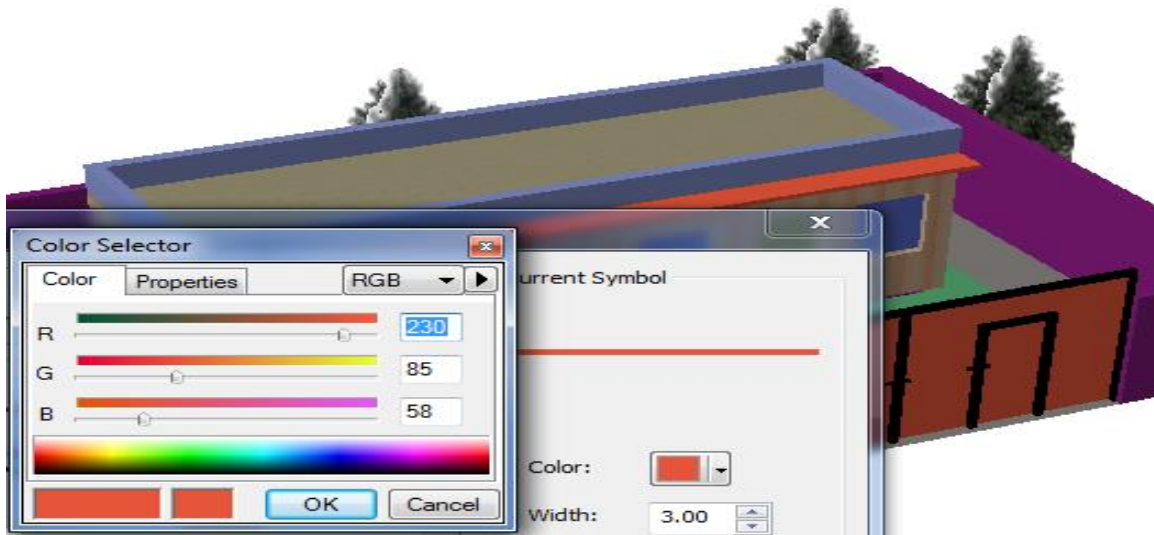 Color Selector
Color Properties RGB
R 230
G 85
B 58
OK Cancel
urrent Symbol
Color:
Width: 3.00